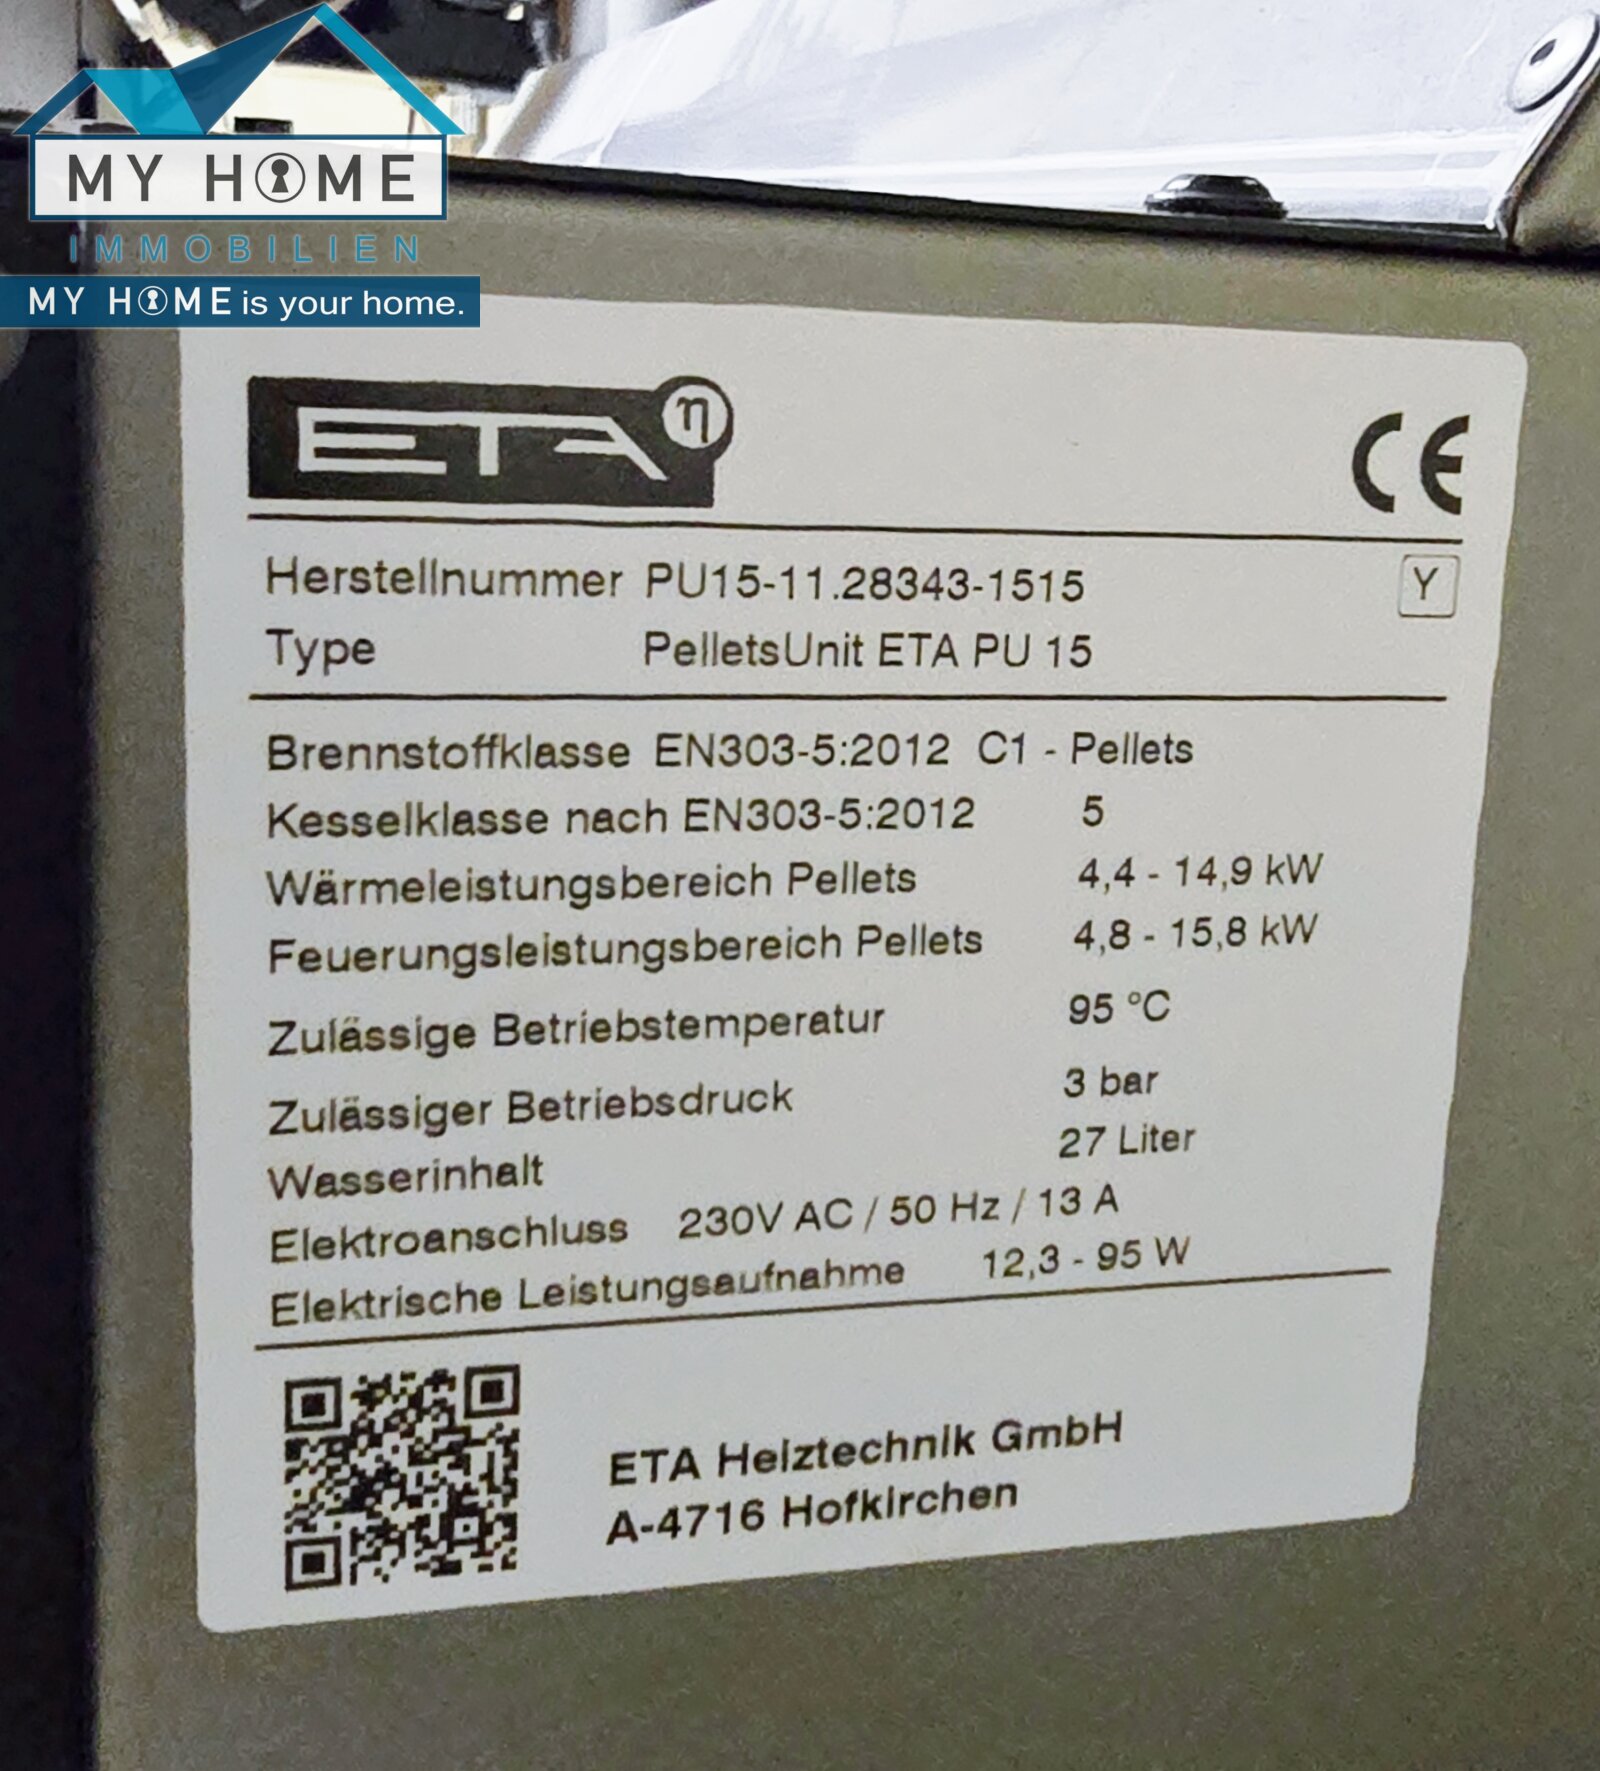 MY HOME
IMMOBILIEN
MY HOME is your home.
ETA η
CE
Herstellnummer PU15-11.28343-1515 Y
Type PelletsUnit ETA PU 15
Brennstoffklasse EN303-5:2012 C1 - Pellets
Kesselklasse nach EN303-5:2012 5
Wärmeleistungsbereich Pellets 4,4 - 14,9 kW
Feuerungsleistungsbereich Pellets 4,8 - 15,8 kW
Zulässige Betriebstemperatur 95 °C
Zulässiger Betriebsdruck 3 bar
Wasserinhalt 27 Liter
Elektroanschluss 230V AC / 50 Hz / 13 A
Elektrische Leistungsaufnahme 12,3 - 95 W
ETA Heiztechnik GmbH
A-4716 Hofkirchen